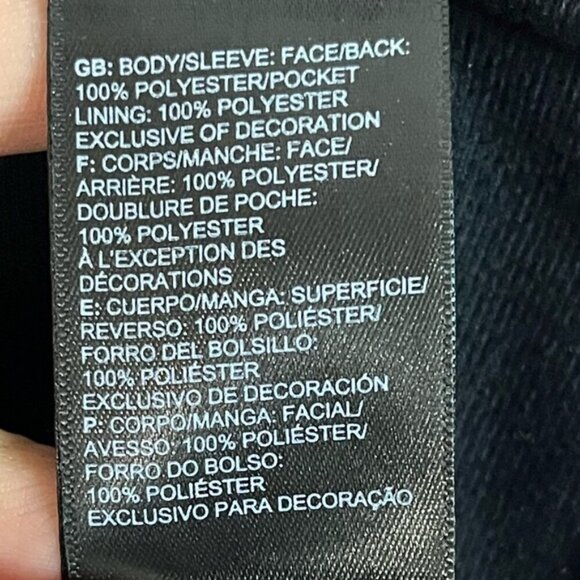 GB: BODY/SLEEVE: FACE/BACK:
100% POLYESTER/POCKET
LINING: 100% POLYESTER
EXCLUSIVE OF DECORATION
F: CORPS/MANCHE: FACE/
ARRIÈRE: 100% POLYESTER/
DOUBLURE DE POCHE:
100% POLYESTER
À L'EXCEPTION DES
DÉCORATIONS
E: CUERPO/MANGA: SUPERFICIE/
REVERSO: 100% POLIÉSTER/
FORRO DEL BOLSILLO:
100% POLIÉSTER
EXCLUSIVO DE DECORACIÓN
P: CORPO/MANGA: FACIAL/
AVESSO: 100% POLIÉSTER/
FORRO DO BOLSO:
100% POLIÉSTER
EXCLUSIVO PARA DECORAÇÃO